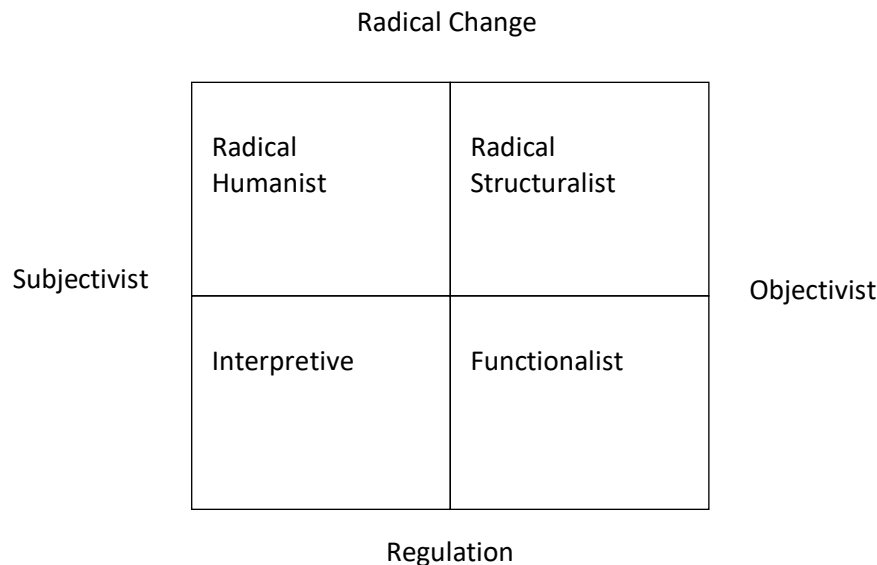 Radical Change
Radical
Humanist
Radical
Structuralist
Subjectivist
Objectivist
Interpretive
Functionalist
Regulation